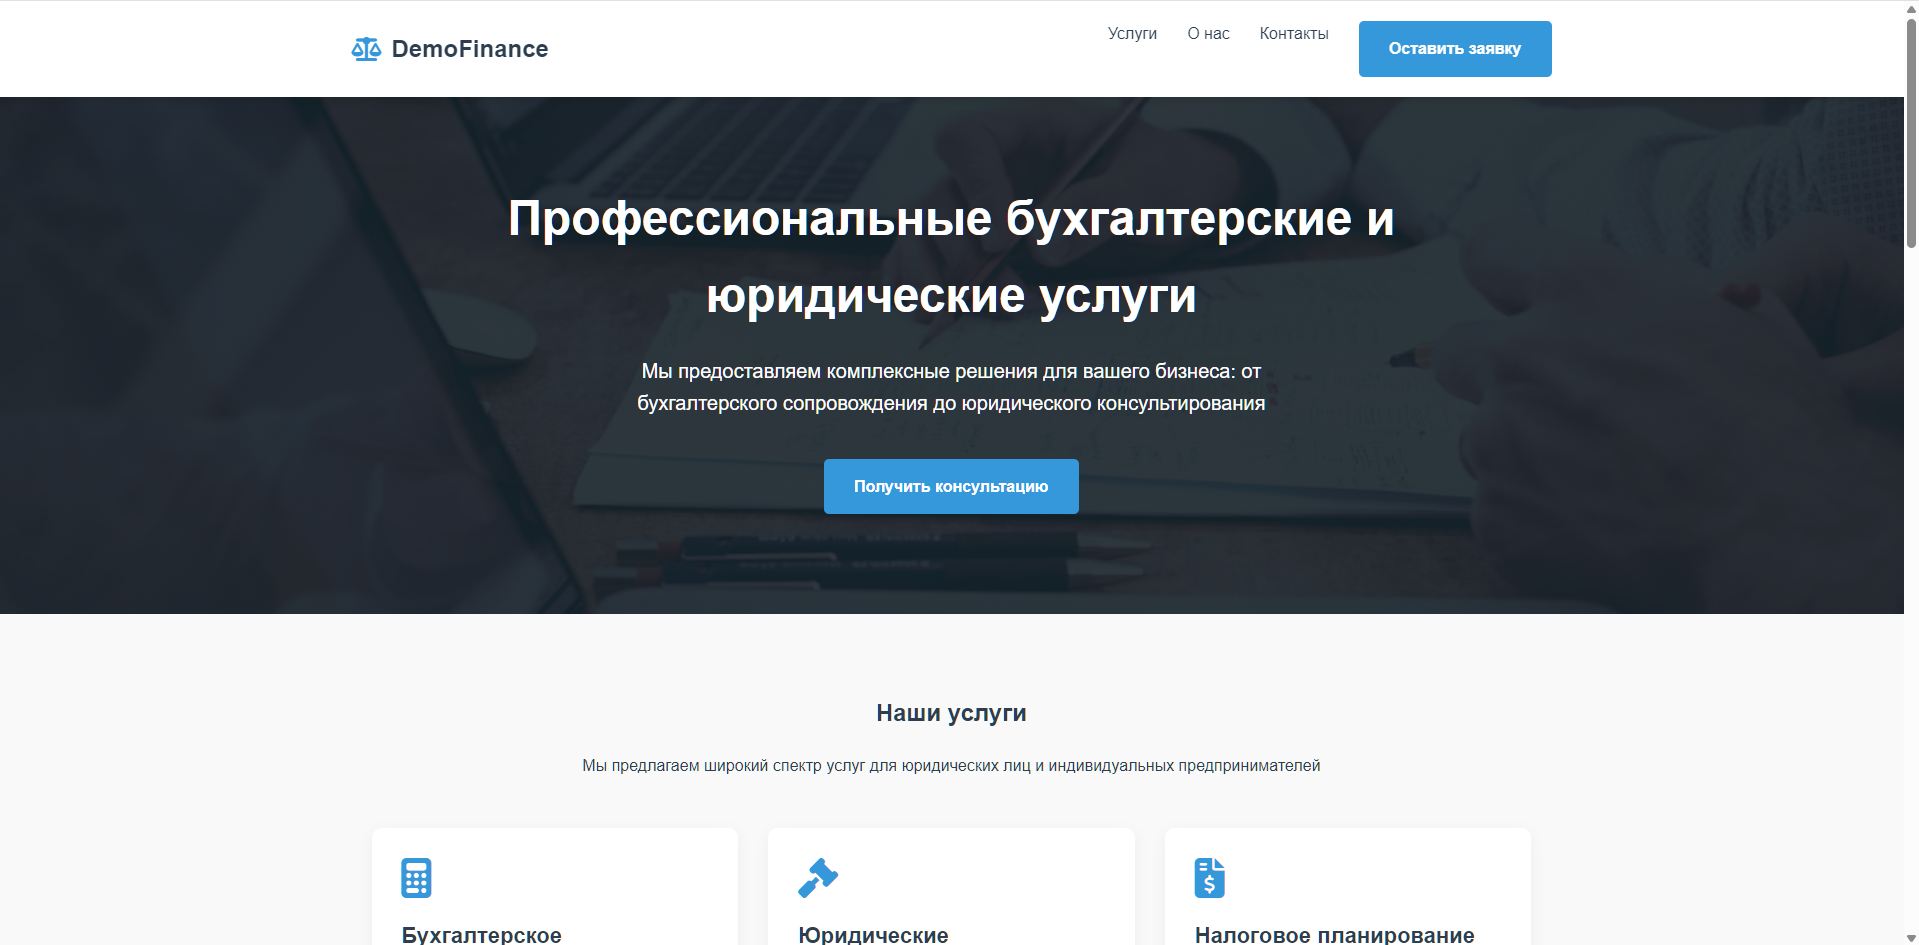 DemoFinance
Услуги
О нас
Контакты
Оставить заявку
Профессиональные бухгалтерские и
юридические услуги
Мы предоставляем комплексные решения для вашего бизнеса: от
бухгалтерского сопровождения до юридического консультирования
Получить консультацию
Наши услуги
Мы предлагаем широкий спектр услуг для юридических лиц и индивидуальных предпринимателей
Бухгалтерское
Юридические
Налоговое планирование